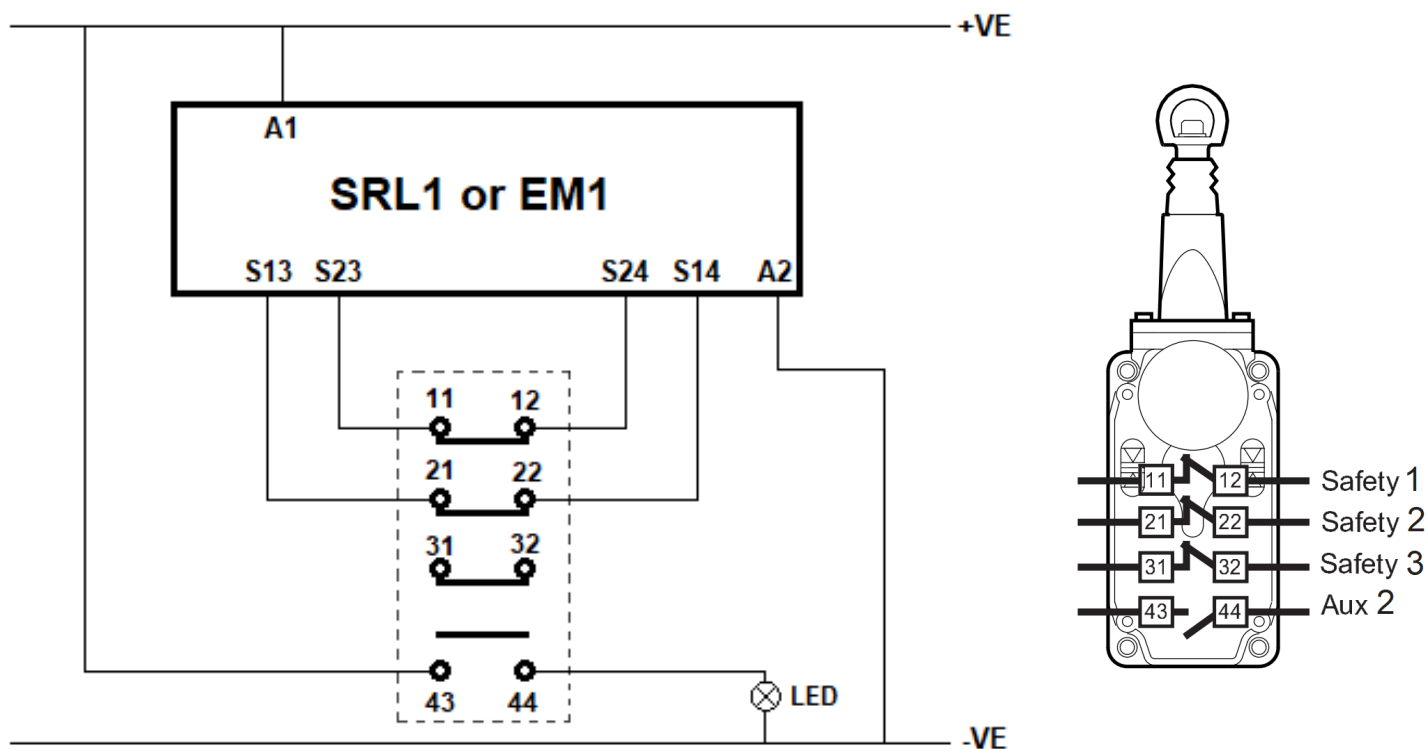 +VE
A1
SRL1 or EM1
S13 S23 S24 S14 A2
11 12
21 22
31 32
43 44
LED
-VE
11 12 Safety 1
21 22 Safety 2
31 32 Safety 3
43 44 Aux 2